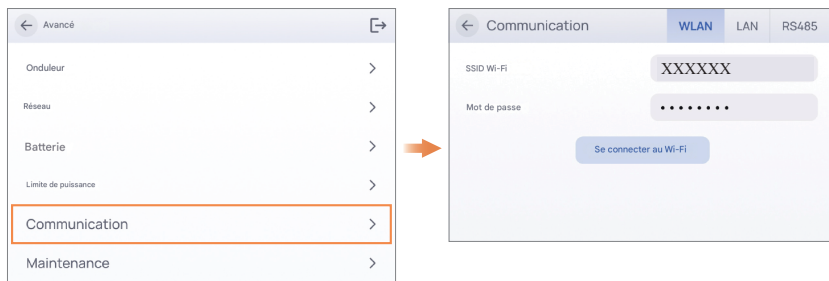 Avancé
Onduleur
Réseau
Batterie
Limite de puissance
Communication
Maintenance
Communication WLAN LAN RS485
SSID Wi-Fi XXXXXX
Mot de passe ••••••••
Se connecter au Wi-Fi